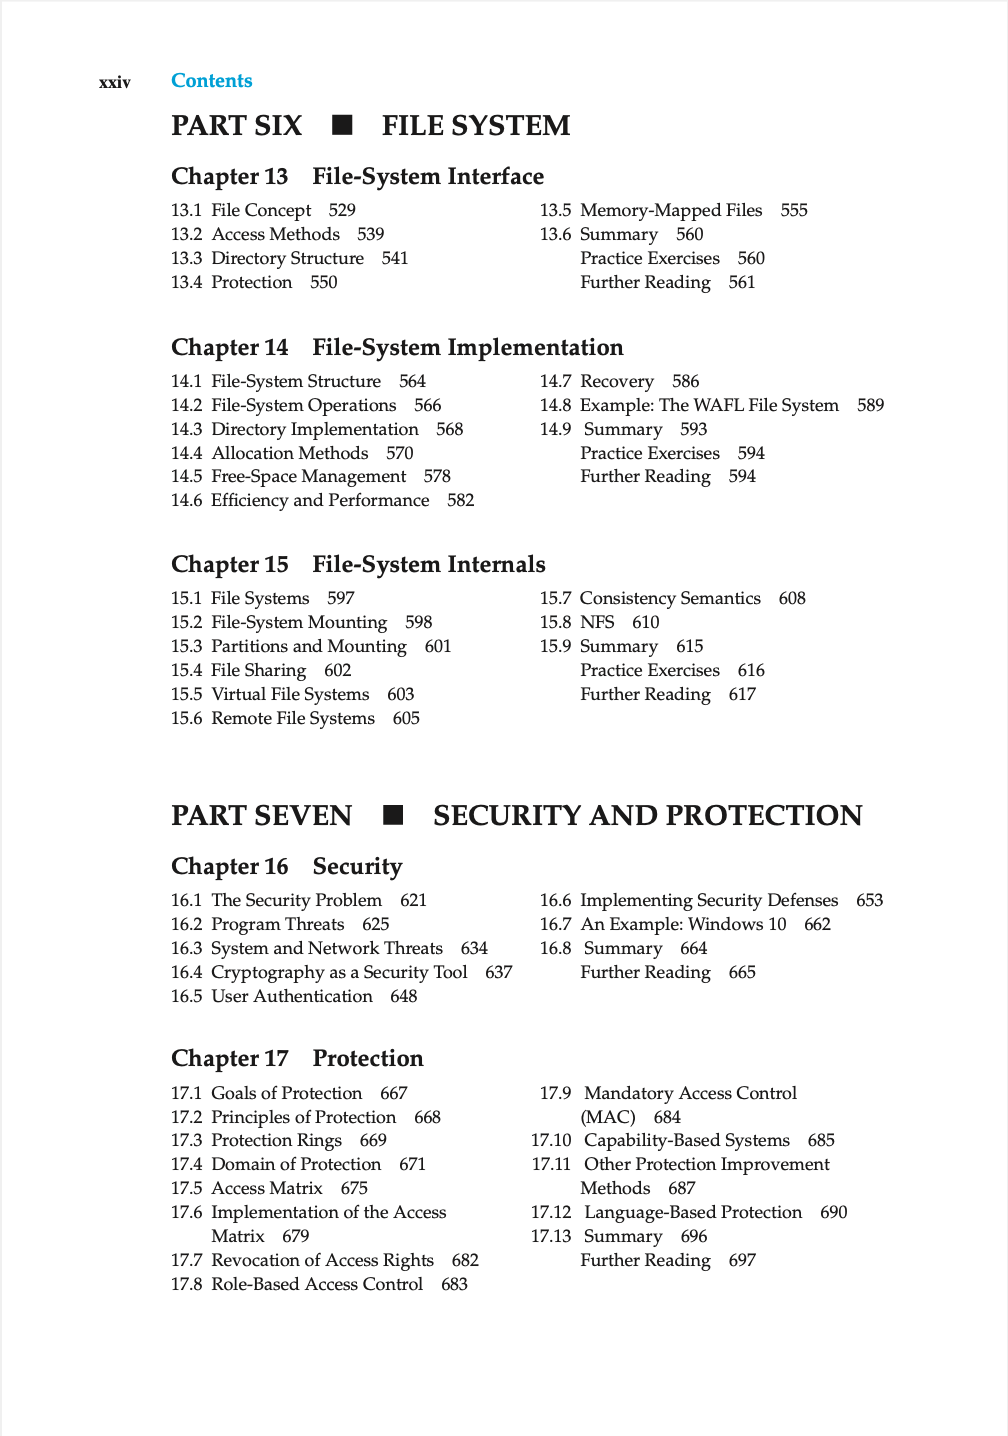 xxiv Contents
PART SIX ■ FILE SYSTEM
Chapter 13 File-System Interface
13.1 File Concept 529
13.2 Access Methods 539
13.3 Directory Structure 541
13.4 Protection 550
13.5 Memory-Mapped Files 555
13.6 Summary 560
Practice Exercises 560
Further Reading 561
Chapter 14 File-System Implementation
14.1 File-System Structure 564
14.2 File-System Operations 566
14.3 Directory Implementation 568
14.4 Allocation Methods 570
14.5 Free-Space Management 578
14.6 Efficiency and Performance 582
14.7 Recovery 586
14.8 Example: The WAFL File System 589
14.9 Summary 593
Practice Exercises 594
Further Reading 594
Chapter 15 File-System Internals
15.1 File Systems 597
15.2 File-System Mounting 598
15.3 Partitions and Mounting 601
15.4 File Sharing 602
15.5 Virtual File Systems 603
15.6 Remote File Systems 605
15.7 Consistency Semantics 608
15.8 NFS 610
15.9 Summary 615
Practice Exercises 616
Further Reading 617
PART SEVEN ■ SECURITY AND PROTECTION
Chapter 16 Security
16.1 The Security Problem 621
16.2 Program Threats 625
16.3 System and Network Threats 634
16.4 Cryptography as a Security Tool 637
16.5 User Authentication 648
16.6 Implementing Security Defenses 653
16.7 An Example: Windows 10 662
16.8 Summary 664
Further Reading 665
Chapter 17 Protection
17.1 Goals of Protection 667
17.2 Principles of Protection 668
17.3 Protection Rings 669
17.4 Domain of Protection 671
17.5 Access Matrix 675
17.6 Implementation of the Access
Matrix 679
17.7 Revocation of Access Rights 682
17.8 Role-Based Access Control 683
17.9 Mandatory Access Control
(MAC) 684
17.10 Capability-Based Systems 685
17.11 Other Protection Improvement
Methods 687
17.12 Language-Based Protection 690
17.13 Summary 696
Further Reading 697